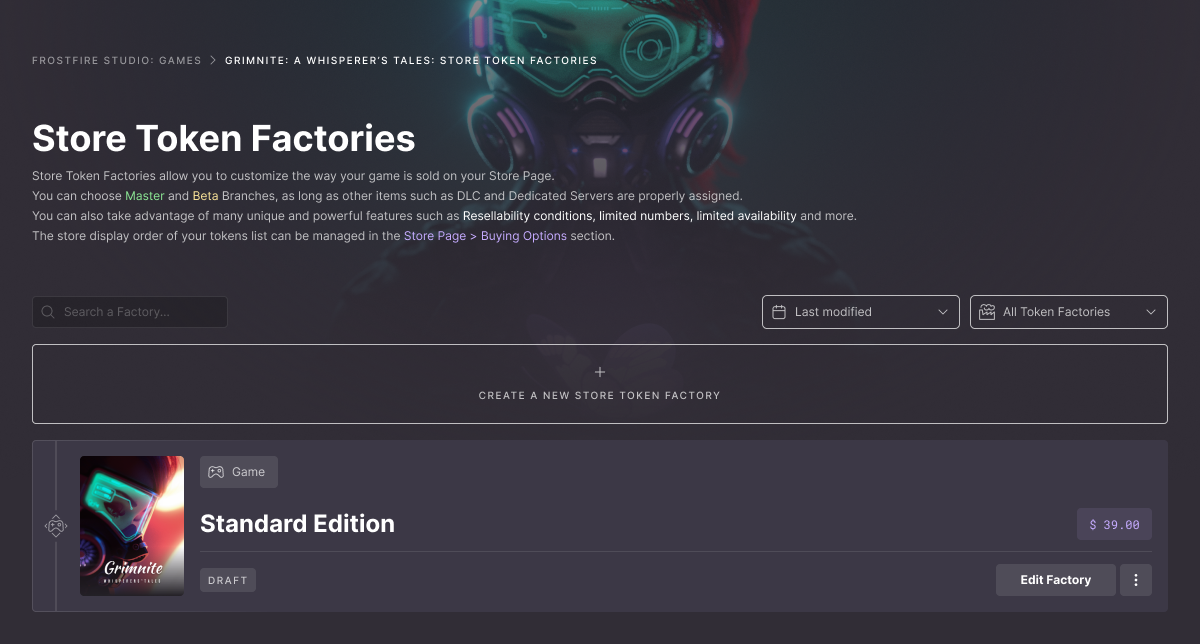 FROSTFIRE STUDIO: GAMES > GRIMNITE: A WHISPERER'S TALES: STORE TOKEN FACTORIES
Store Token Factories
Store Token Factories allow you to customize the way your game is sold on your Store Page.
You can choose Master and Beta Branches, as long as other items such as DLC and Dedicated Servers are properly assigned.
You can also take advantage of many unique and powerful features such as Resellability conditions, limited numbers, limited availability and more.
The store display order of your tokens list can be managed in the Store Page > Buying Options section.
Search a Factory...
Last modified
All Token Factories
+
CREATE A NEW STORE TOKEN FACTORY
Game
Standard Edition
$ 39.00
Grimnite
WHISPERERS'TALES
DRAFT
Edit Factory